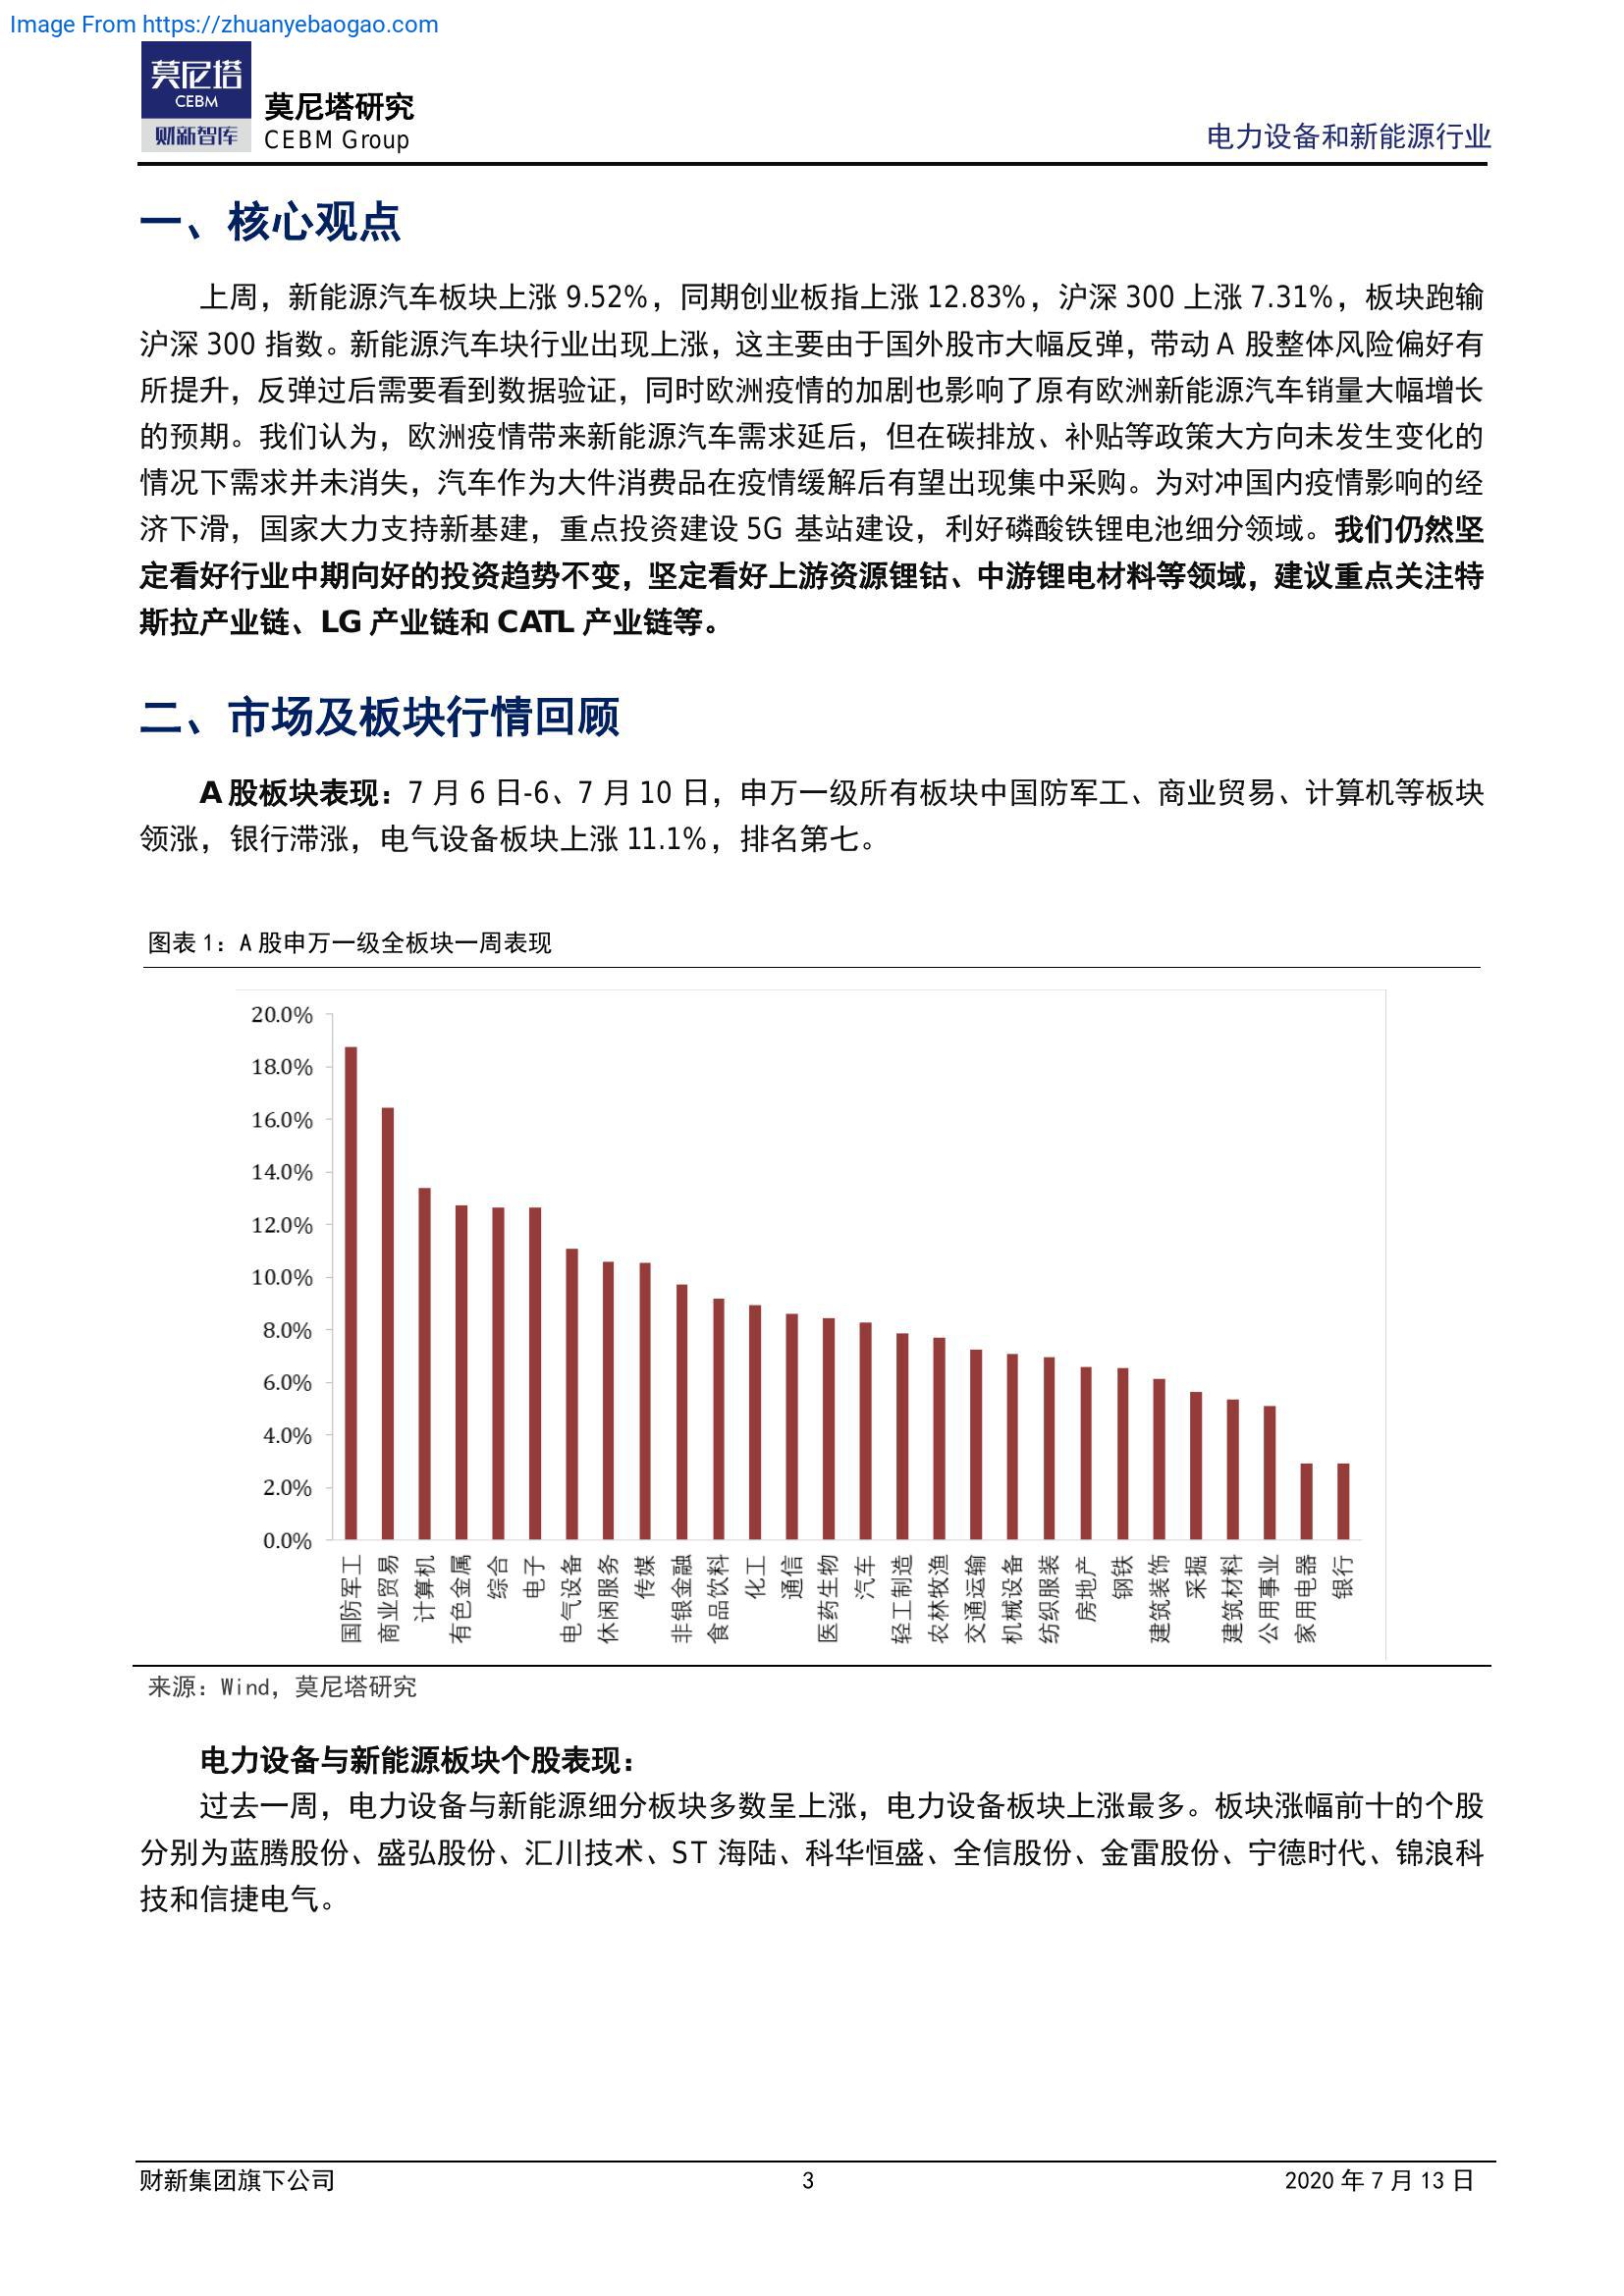 Image From https://zhuanyebaogao.com
莫尼塔
CEBM
财新智库
莫尼塔研究
CEBM Group
电力设备和新能源行业
一、核心观点
上周，新能源汽车板块上涨 9.52%，同期创业板指上涨 12.83%，沪深 300 上涨 7.31%，板块跑输
沪深 300 指数。新能源汽车块行业出现上涨，这主要由于国外股市大幅反弹，带动 A 股整体风险偏好有
所提升，反弹过后需要看到数据验证，同时欧洲疫情的加剧也影响了原有欧洲新能源汽车销量大幅增长
的预期。我们认为，欧洲疫情带来新能源汽车需求延后，但在碳排放、补贴等政策大方向未发生变化的
情况下需求并未消失，汽车作为大件消费品在疫情缓解后有望出现集中采购。为对冲国内疫情影响的经
济下滑，国家大力支持新基建，重点投资建设 5G 基站建设，利好磷酸铁锂电池细分领域。我们仍然坚
定看好行业中期向好的投资趋势不变，坚定看好上游资源锂钴、中游锂电材料等领域，建议重点关注特
斯拉产业链、LG 产业链和 CATL 产业链等。
二、市场及板块行情回顾
A 股板块表现：7 月 6 日-6、7 月 10 日，申万一级所有板块中国防军工、商业贸易、计算机等板块
领涨，银行滞涨，电气设备板块上涨 11.1%，排名第七。
图表 1：A 股申万一级全板块一周表现
20.0%
18.0%
16.0%
14.0%
12.0%
10.0%
8.0%
6.0%
4.0%
2.0%
0.0%
国防军工
商业贸易
计算机
有色金属
综合
电子
电气设备
休闲服务
传媒
非银金融
食品饮料
化工
通信
医药生物
汽车
轻工制造
农林牧渔
交通运输
机械设备
纺织服装
房地产
钢铁
建筑装饰
采掘
建筑材料
公用事业
家用电器
银行
来源：Wind，莫尼塔研究
电力设备与新能源板块个股表现：
过去一周，电力设备与新能源细分板块多数呈上涨，电力设备板块上涨最多。板块涨幅前十的个股
分别为蓝腾股份、盛弘股份、汇川技术、ST 海陆、科华恒盛、全信股份、金雷股份、宁德时代、锦浪科
技和信捷电气。
财新集团旗下公司
3
2020 年 7 月 13 日